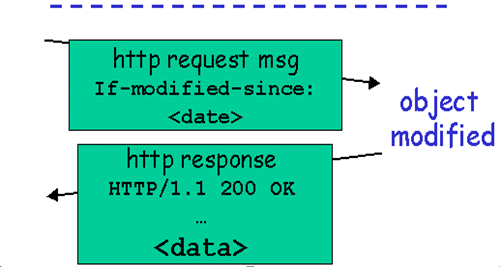 http request msg
If-modified-since:
<date>
object
modified
http response
HTTP/1.1 200 OK
…
<data>